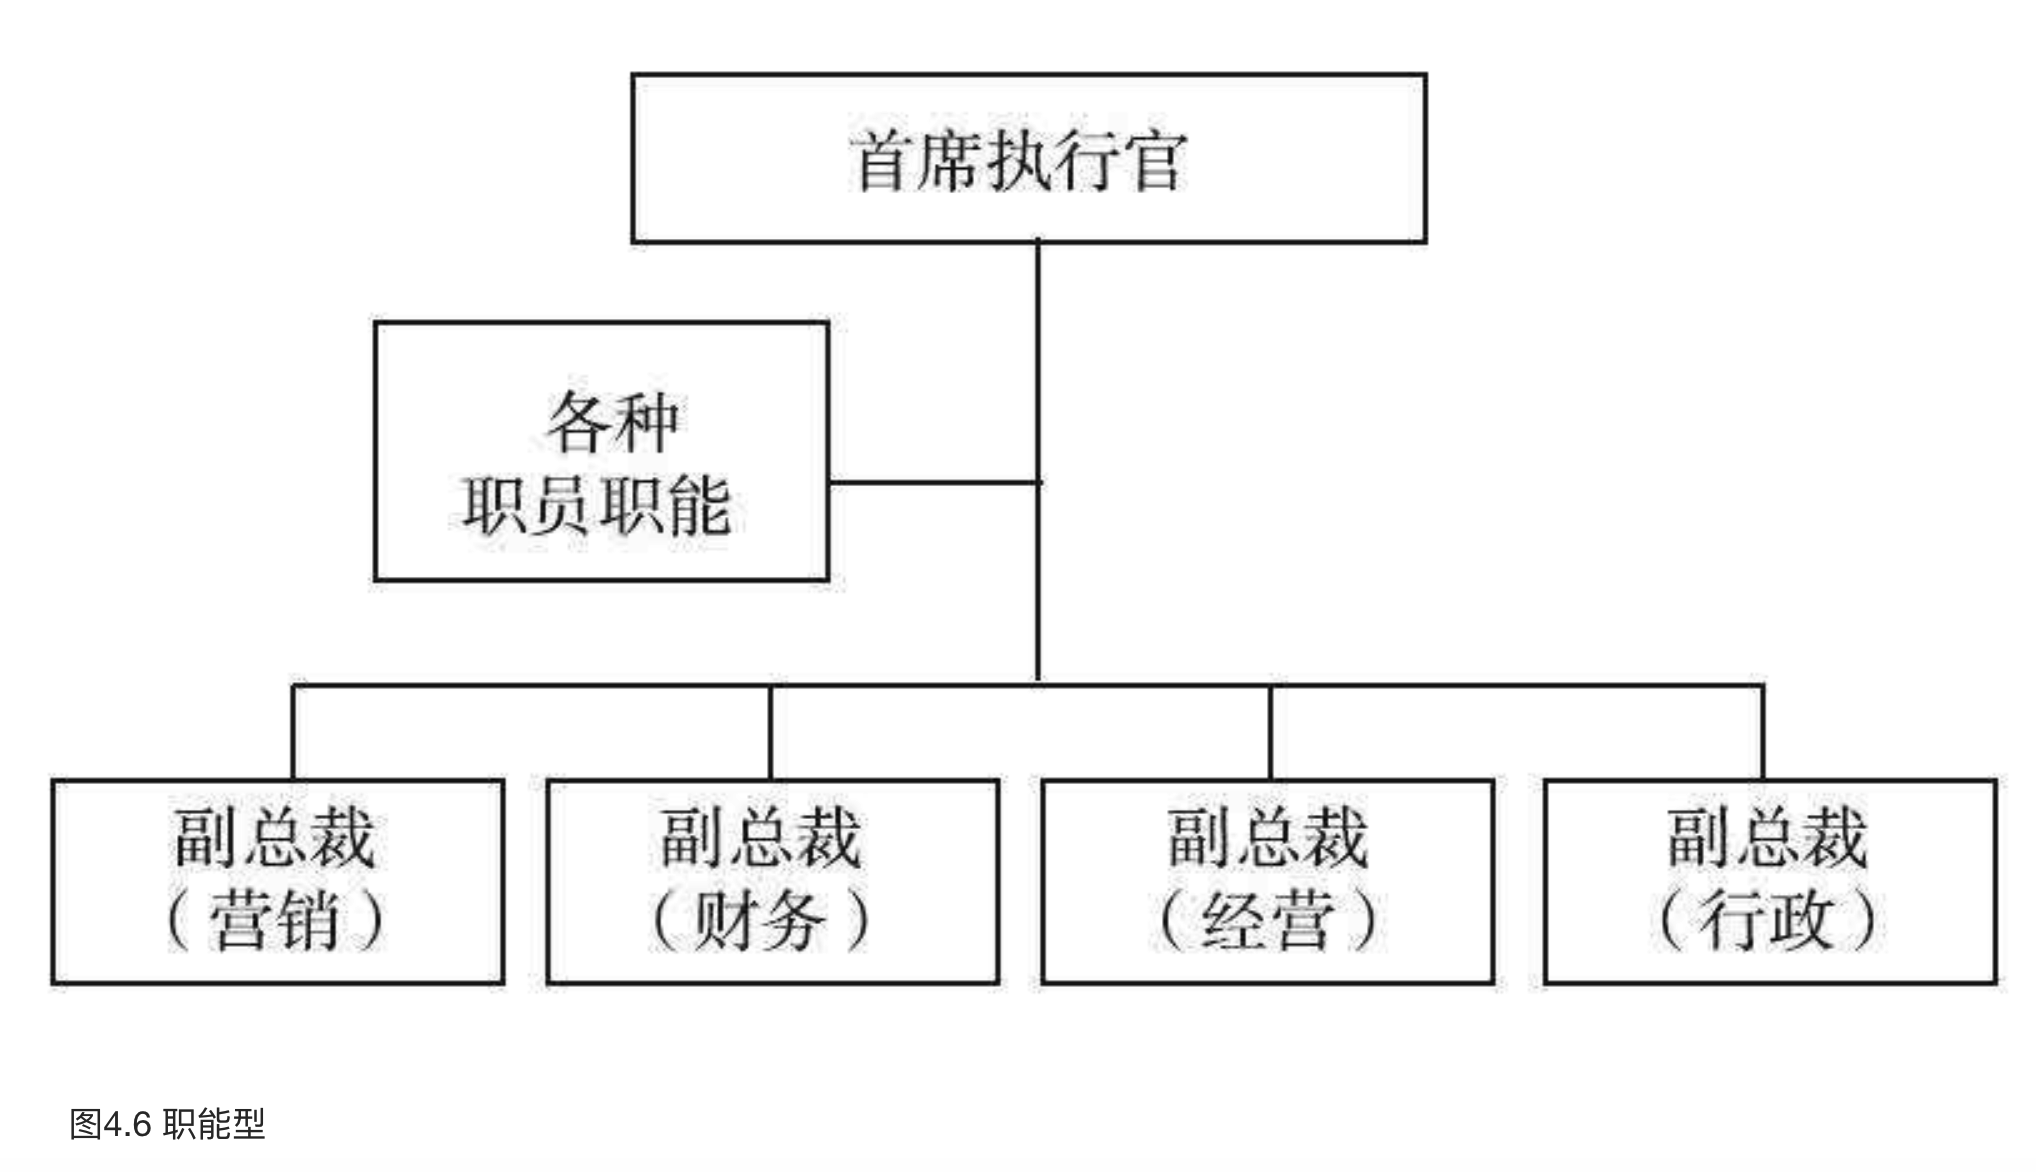 首席执行官
各种
职员职能
副总裁
（营销）
副总裁
（财务）
副总裁
（经营）
副总裁
（行政）
图4.6 职能型